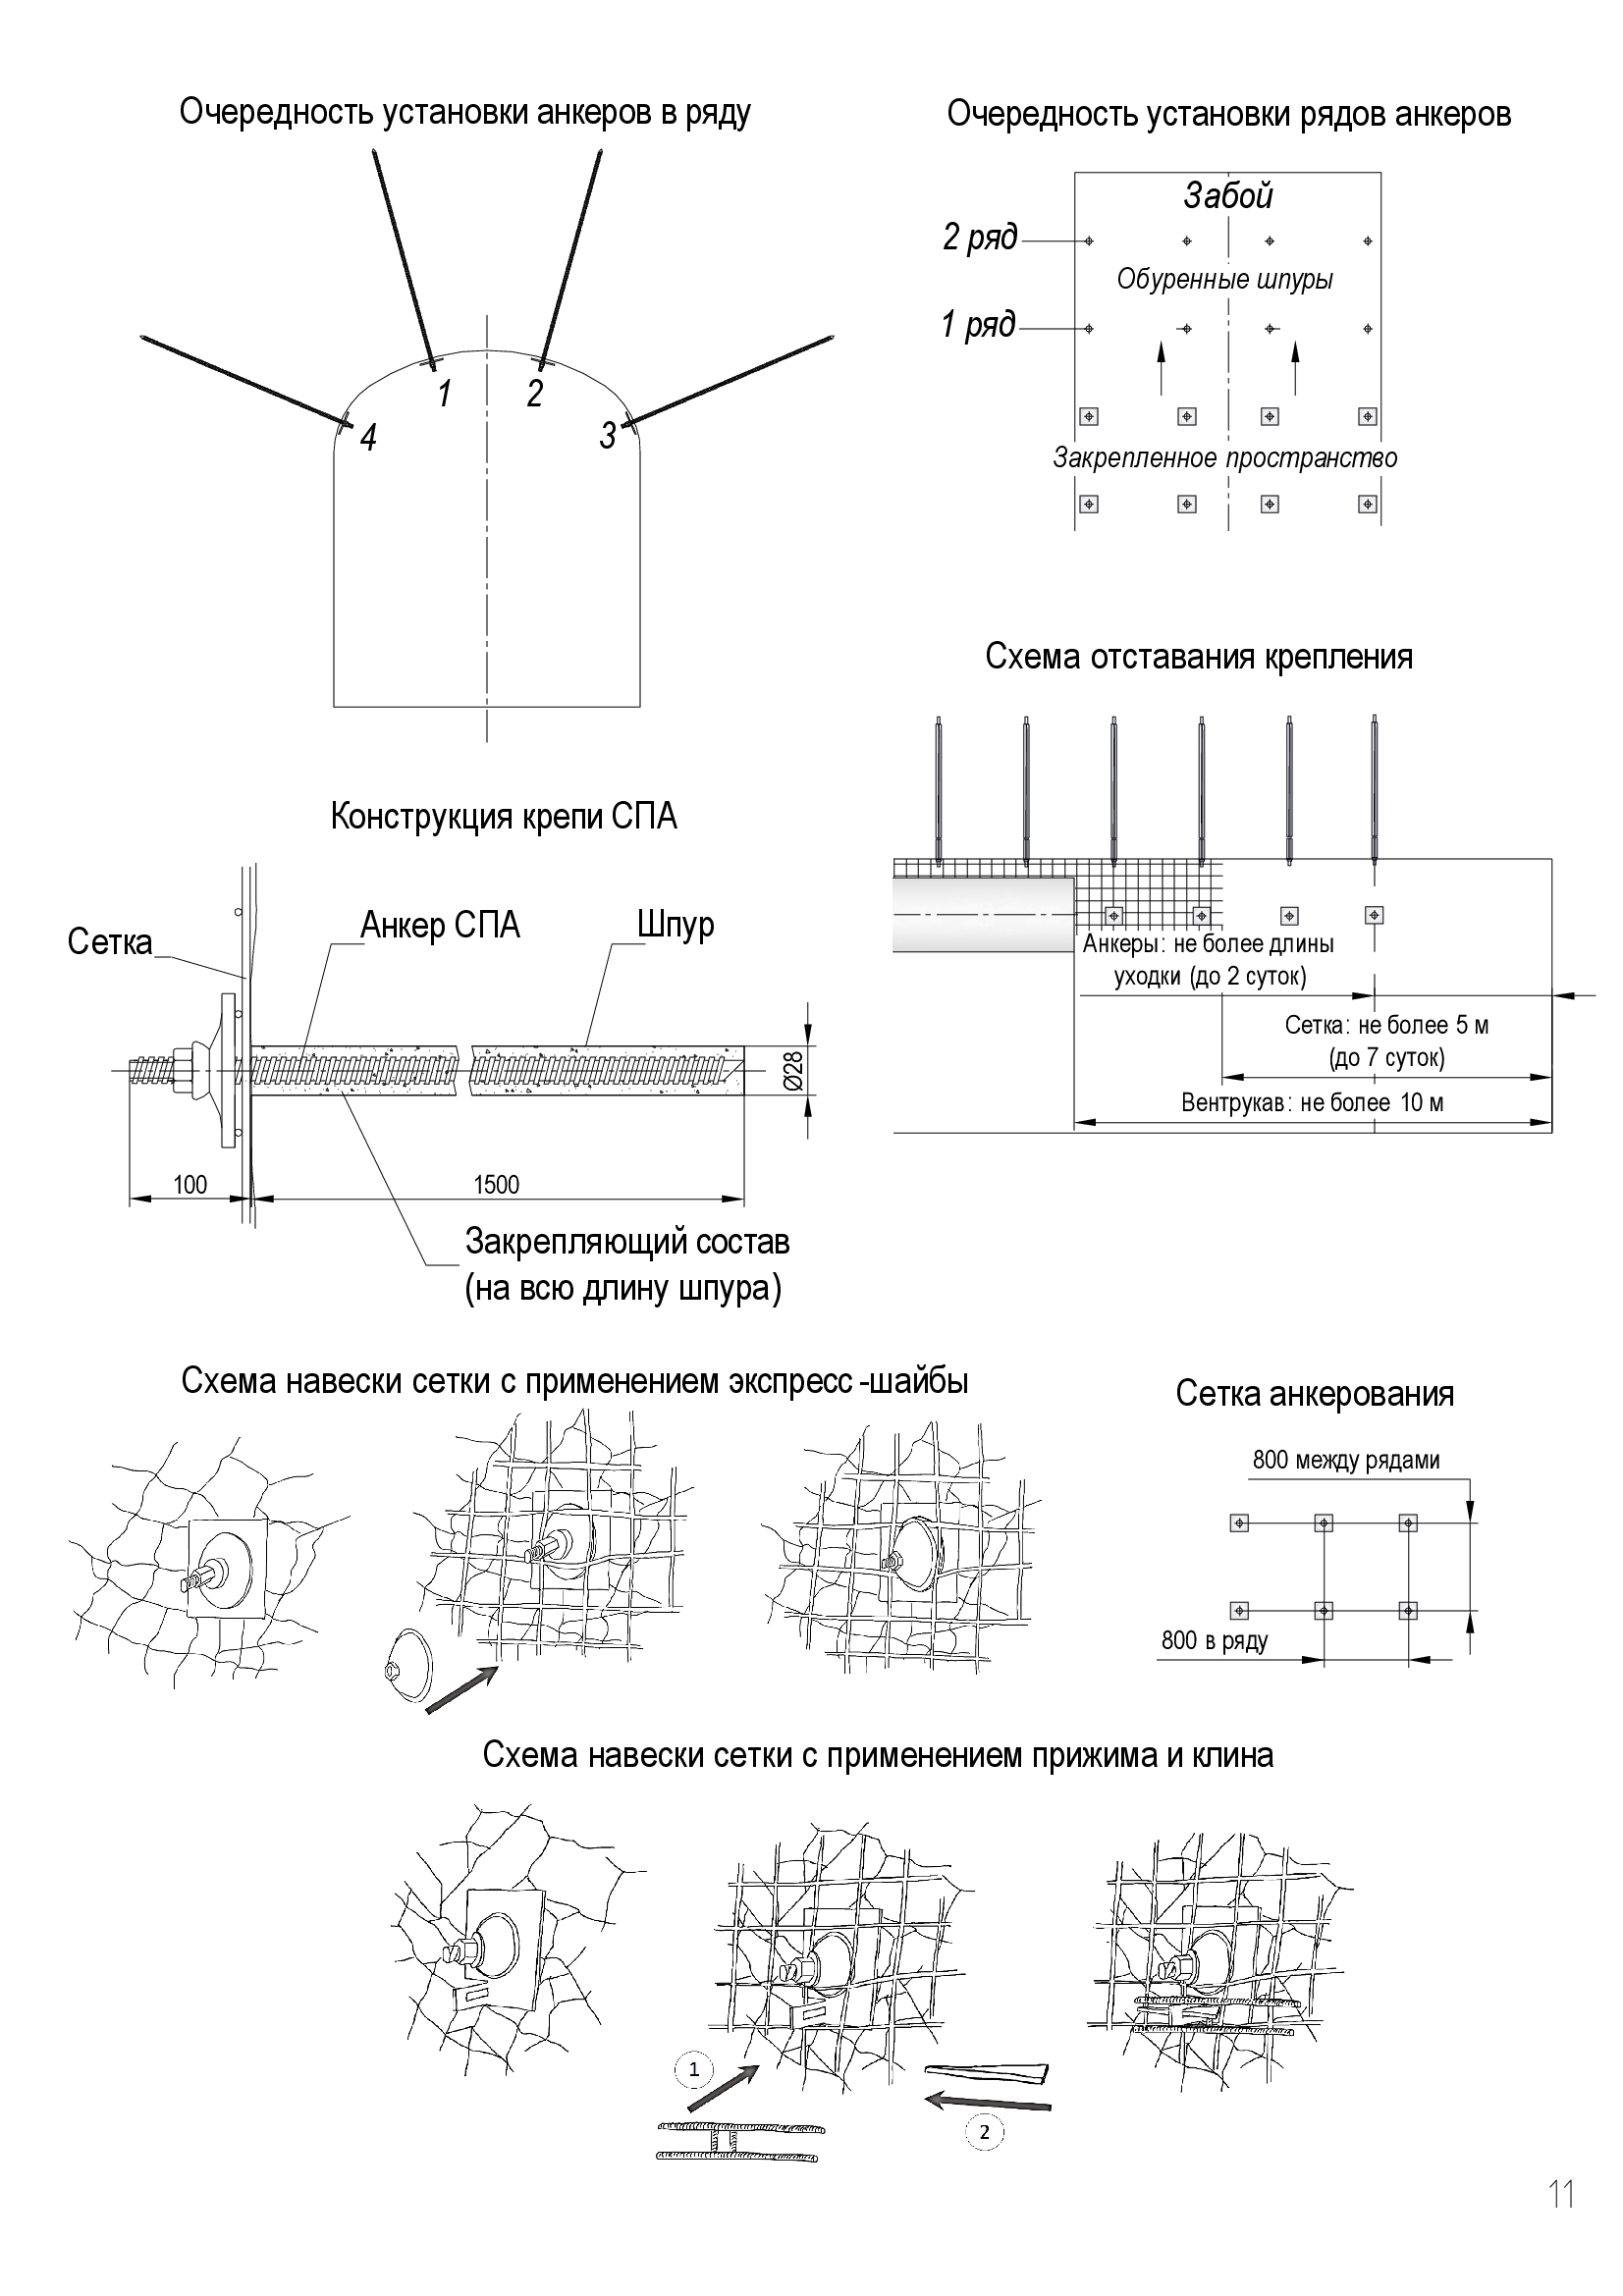 Очередность установки анкеров в ряду
1
2
3
4
Очередность установки рядов анкеров
Забой
2 ряд
Обуренные шпуры
1 ряд
Закрепленное пространство
Схема отставания крепления
Анкеры: не более длины
уходки (до 2 суток)
Сетка: не более 5 м
(до 7 суток)
Вентрукав: не более 10 м
Конструкция крепи СПА
Сетка
Анкер СПА
Шпур
Ø28
100
1500
Закрепляющий состав
(на всю длину шпура)
Схема навески сетки с применением экспресс-шайбы
Сетка анкерования
800 между рядами
800 в ряду
Схема навески сетки с применением прижима и клина
1
2
11